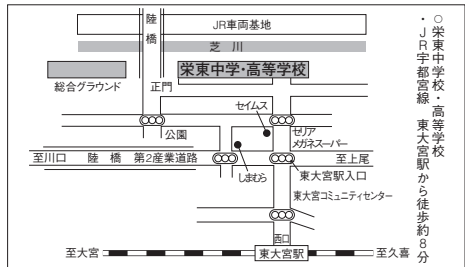 ○栄東中学校・高等学校
・JR宇都宮線 東大宮駅から徒歩約8分
陸橋
JR車両基地
芝川
総合グラウンド
正門
栄東中学・高等学校
セイムス
公園
セリア
メガネスーパー
至川口 陸橋 第2産業道路
至上尾
しまむら
東大宮駅入口
東大宮コミュニティセンター
西口
至大宮
東大宮駅
至久喜